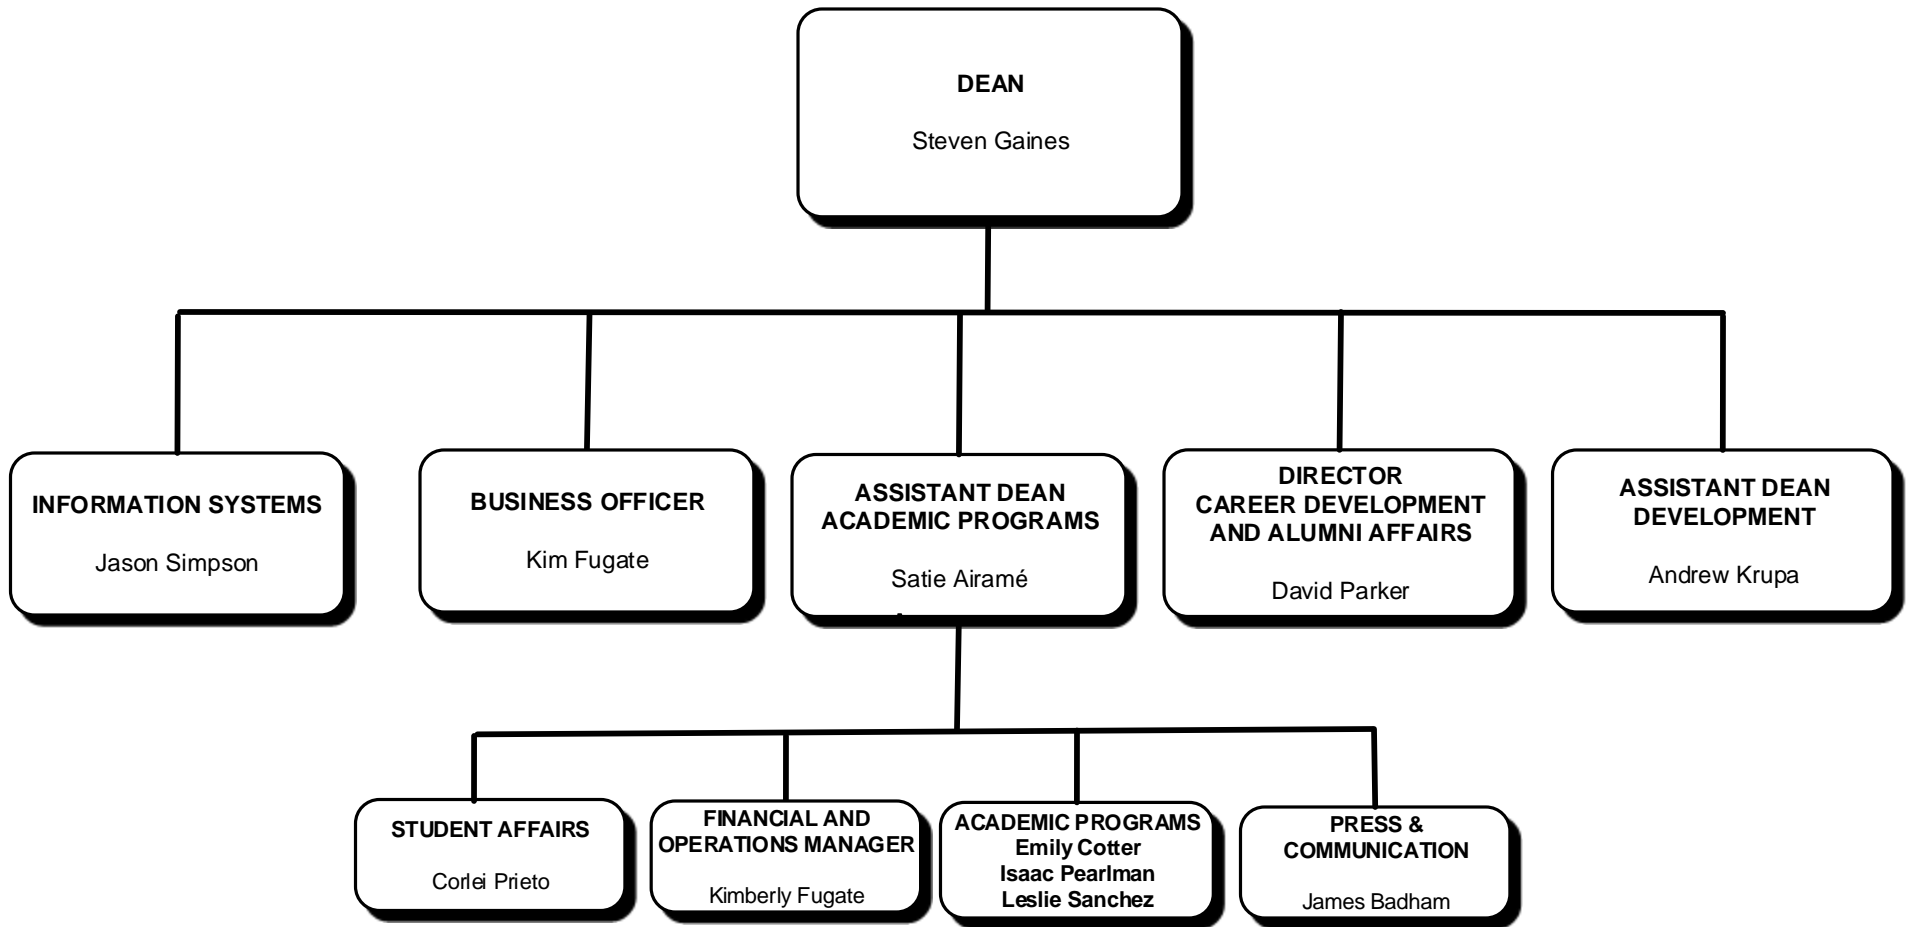 DEAN
Steven Gaines
INFORMATION SYSTEMS
Jason Simpson
BUSINESS OFFICER
Kim Fugate
ASSISTANT DEAN
ACADEMIC PROGRAMS
Satie Airamé
DIRECTOR
CAREER DEVELOPMENT
AND ALUMNI AFFAIRS
David Parker
ASSISTANT DEAN
DEVELOPMENT
Andrew Krupa
STUDENT AFFAIRS
Corlei Prieto
FINANCIAL AND
OPERATIONS MANAGER
Kimberly Fugate
ACADEMIC PROGRAMS
Emily Cotter
Isaac Pearlman
Leslie Sanchez
PRESS &
COMMUNICATION
James Badham